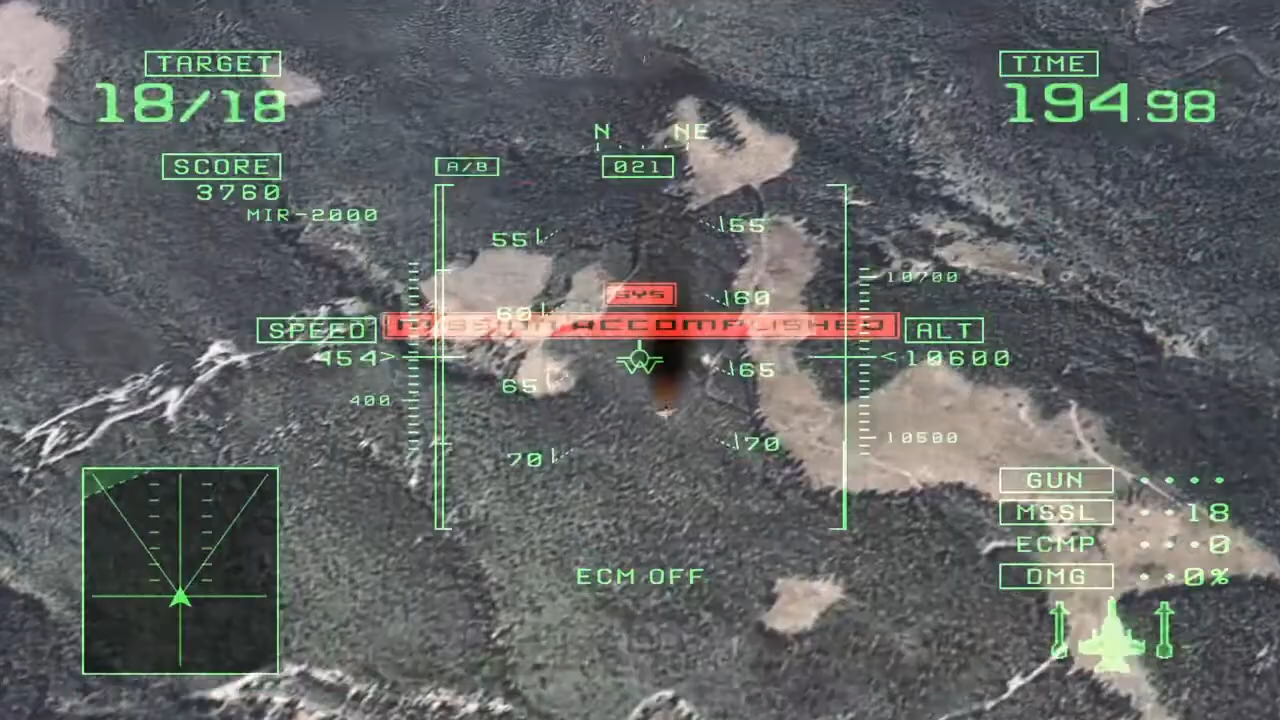 TARGET
18/18
SCORE
3760
MIR-2000
TIME
194.98
N NE
A/B
021
55 55
60 60
65 65
70 70
SYS
MISSION ACCOMPLISHED
SPEED
454>
400
10700
ALT
<10600
10500
ECM OFF
GUN
MSSL 18
ECMP 0
DMG 0%